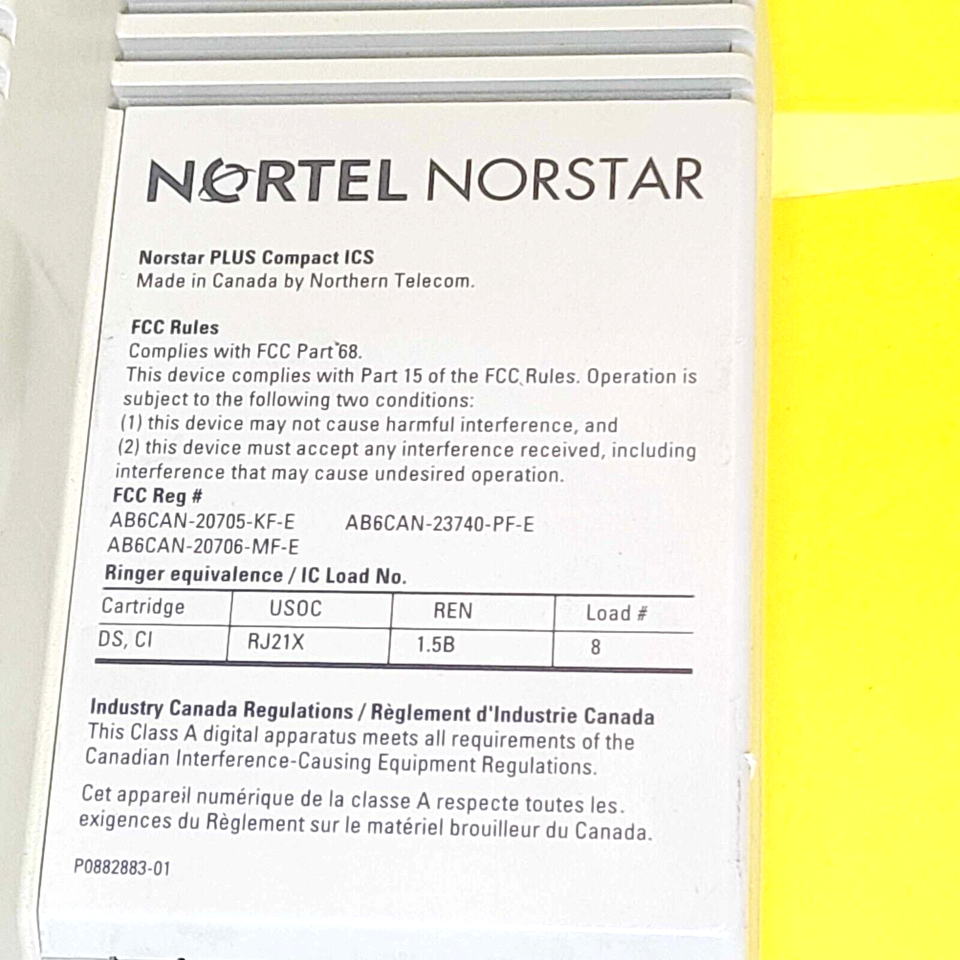 NORTEL NORSTAR
Norstar PLUS Compact ICS
Made in Canada by Northern Telecom.
FCC Rules
Complies with FCC Part 68.
This device complies with Part 15 of the FCC Rules. Operation is
subject to the following two conditions:
(1) this device may not cause harmful interference, and
(2) this device must accept any interference received, including
interference that may cause undesired operation.
FCC Reg #
AB6CAN-20705-KF-E AB6CAN-23740-PF-E
AB6CAN-20706-MF-E
Ringer equivalence / IC Load No.
Cartridge USOC REN Load #
DS, CI RJ21X 1.5B 8
Industry Canada Regulations / Règlement d'Industrie Canada
This Class A digital apparatus meets all requirements of the
Canadian Interference-Causing Equipment Regulations.
Cet appareil numérique de la classe A respecte toutes les.
exigences du Règlement sur le matériel brouilleur du Canada.
P0882883-01